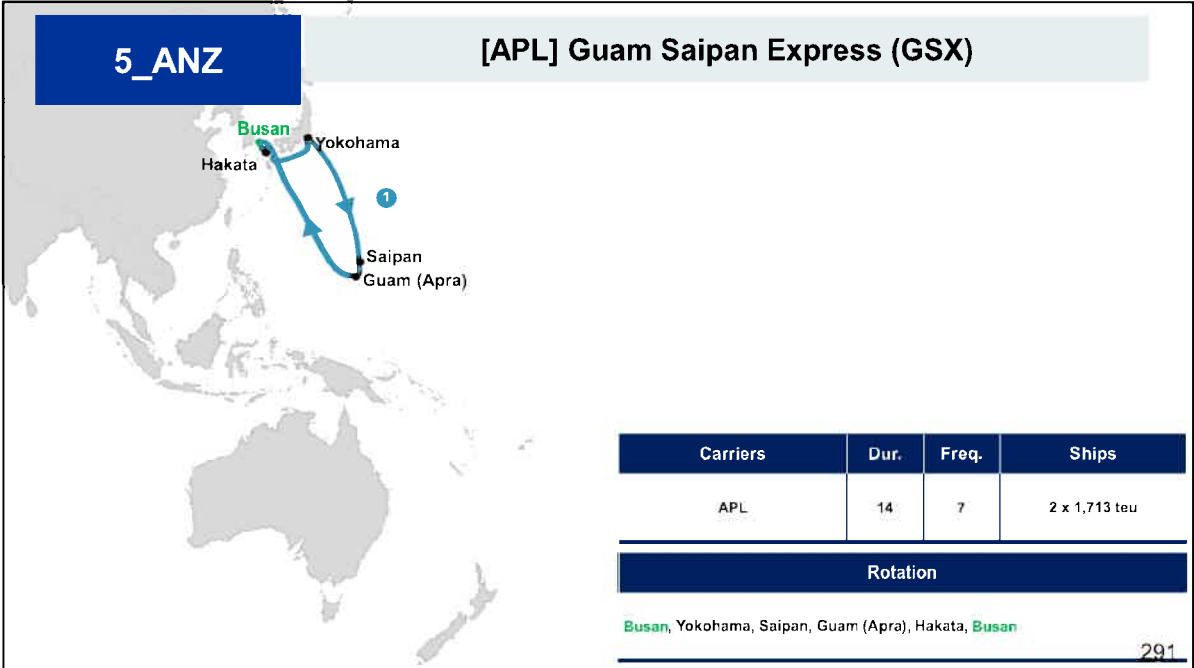 5_ANZ
[APL] Guam Saipan Express (GSX)
Busan
Yokohama
Hakata
1
Saipan
Guam (Apra)
Carriers Dur. Freq. Ships
APL 14 7 2 x 1,713 teu
Rotation
Busan, Yokohama, Saipan, Guam (Apra), Hakata, Busan
291